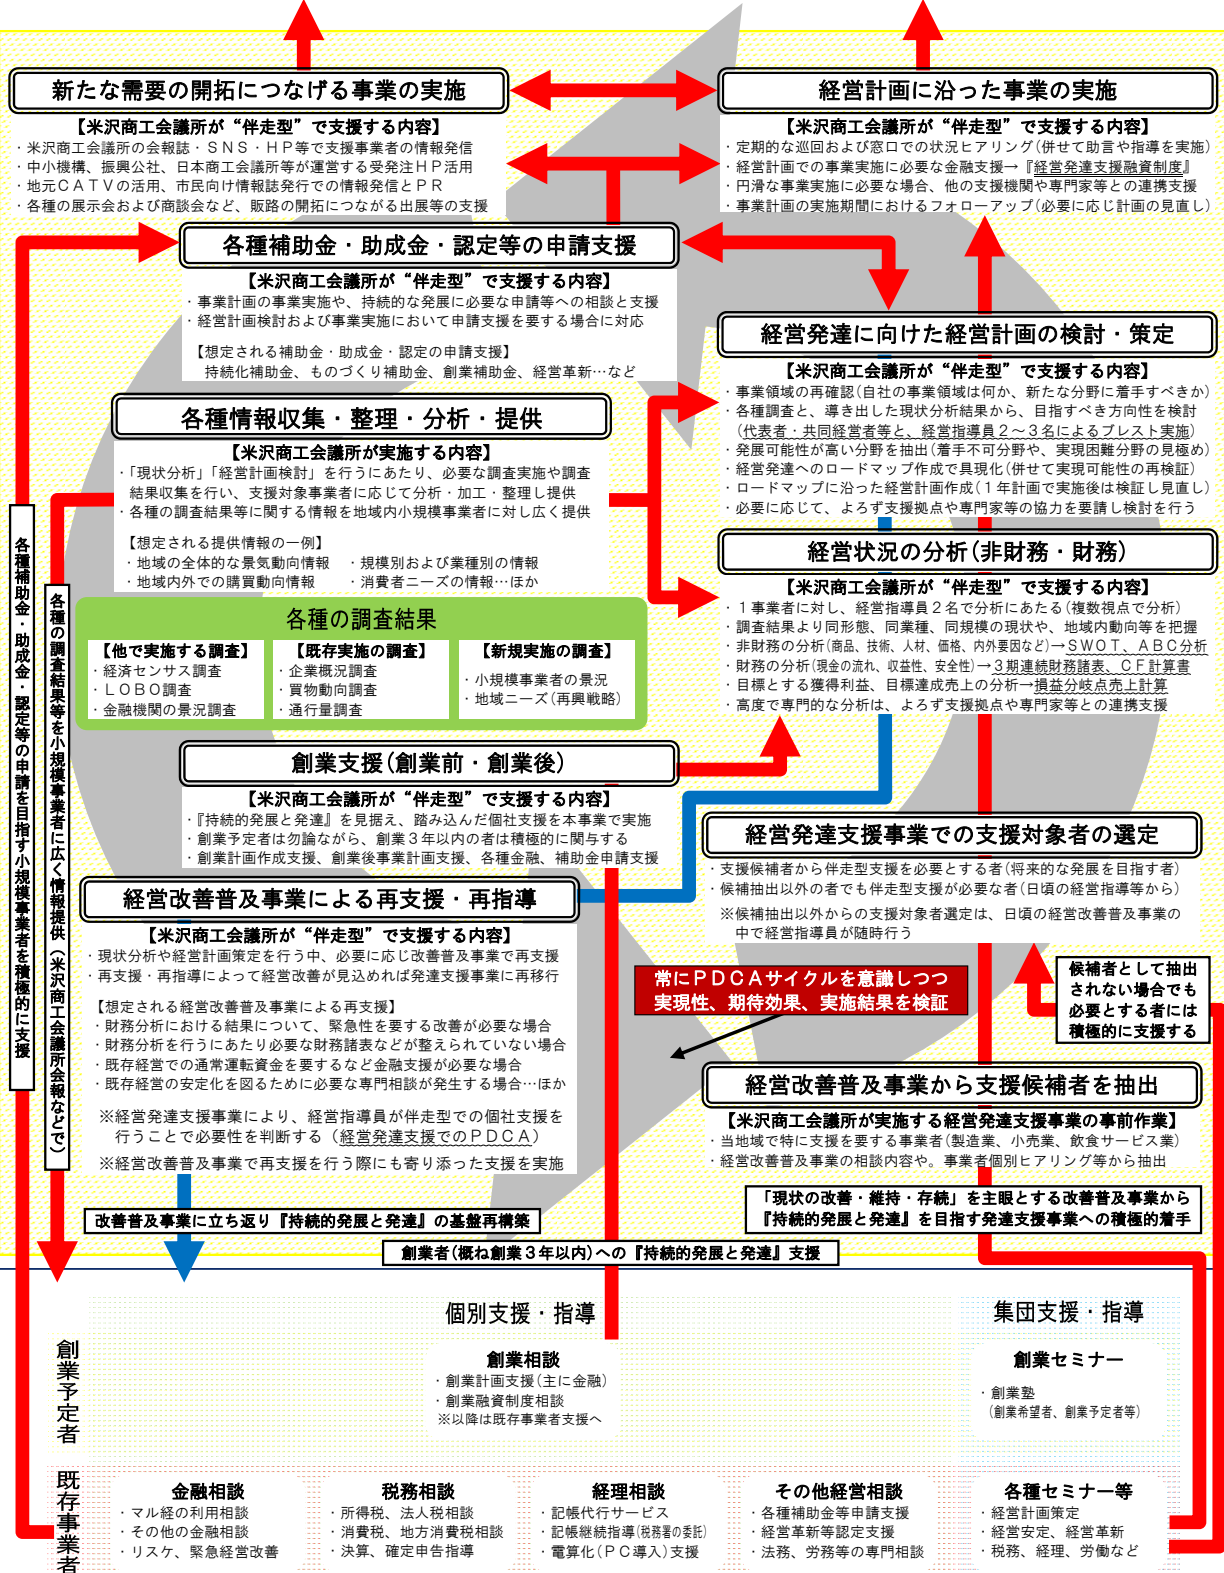 新たな需要の開拓につなげる事業の実施
【米沢商工会議所が“伴走型”で支援する内容】
・米沢商工会議所の会報誌・ＳＮＳ・ＨＰ等で支援事業者の情報発信
・中小機構、振興公社、日本商工会議所等が運営する受発注ＨＰ活用
・地元ＣＡＴＶの活用、市民向け情報誌発行での情報発信とＰＲ
・各種の展示会および商談会など、販路の開拓につながる出展等の支援
経営計画に沿った事業の実施
【米沢商工会議所が“伴走型”で支援する内容】
・定期的な巡回および窓口での状況ヒアリング(併せて助言や指導を実施)
・経営計画での事業実施に必要な金融支援→『経営発達支援融資制度』
・円滑な事業実施に必要な場合、他の支援機関や専門家等との連携支援
・事業計画の実施期間におけるフォローアップ(必要に応じ計画の見直し)
各種補助金・助成金・認定等の申請支援
【米沢商工会議所が“伴走型”で支援する内容】
・事業計画の事業実施や、持続的な発展に必要な申請等への相談と支援
・経営計画検討および事業実施において申請支援を要する場合に対応
【想定される補助金・助成金・認定の申請支援】
持続化補助金、ものづくり補助金、創業補助金、経営革新…など
経営発達に向けた経営計画の検討・策定
【米沢商工会議所が“伴走型”で支援する内容】
・事業領域の再確認(自社の事業領域は何か、新たな分野に着手すべきか)
・各種調査と、導き出した現状分析結果から、目指すべき方向性を検討
(代表者・共同経営者等と、経営指導員２～３名によるブレスト実施)
・発展可能性が高い分野を抽出(着手不可分野や、実現困難分野の見極め)
・経営発達へのロードマップ作成で具現化(併せて実現可能性の再検証)
・ロードマップに沿った経営計画作成(１年計画で実施後は検証し見直し)
・必要に応じて、よろず支援拠点や専門家等の協力を要請し検討を行う
各種情報収集・整理・分析・提供
【米沢商工会議所が実施する内容】
・「現状分析」「経営計画検討」を行うにあたり、必要な調査実施や調査
結果収集を行い、支援対象事業者に応じて分析・加工・整理し提供
・各種の調査結果等に関する情報を地域内小規模事業者に対し広く提供
【想定される提供情報の一例】
・地域の全体的な景気動向情報　・規模別および業種別の情報
・地域内外での購買動向情報　・消費者ニーズの情報…ほか
経営状況の分析(非財務・財務)
【米沢商工会議所が“伴走型”で支援する内容】
・１事業者に対し、経営指導員２名で分析にあたる(複数視点で分析)
・調査結果より同形態、同業種、同規模の現状や、地域内動向等を把握
・非財務の分析(商品、技術、人材、価格、内外要因など)→ＳＷＯＴ、ＡＢＣ分析
・財務の分析(現金の流れ、収益性、安全性)→３期連続財務諸表、ＣＦ計算書
・目標とする獲得利益、目標達成売上の分析→損益分岐点売上計算
・高度で専門的な分析は、よろず支援拠点や専門家等との連携支援
各種の調査結果
【他で実施する調査】
・経済センサス調査
・ＬＯＢＯ調査
・金融機関の景況調査
【既存実施の調査】
・企業概況調査
・買物動向調査
・通行量調査
【新規実施の調査】
・小規模事業者の景況
・地域ニーズ(再興戦略)
各種補助金・助成金・認定等の申請を目指す小規模事業者を積極的に支援
各種の調査結果等を小規模事業者に広く情報提供（米沢商工会議所会報などで）
創業支援(創業前・創業後)
【米沢商工会議所が“伴走型”で支援する内容】
・『持続的発展と発達』を見据え、踏み込んだ個社支援を本事業で実施
・創業予定者は勿論ながら、創業３年以内の者は積極的に関与する
・創業計画作成支援、創業後事業計画支援、各種金融、補助金申請支援
経営発達支援事業での支援対象者の選定
・支援候補者から伴走型支援を必要とする者(将来的な発展を目指す者)
・候補抽出以外の者でも伴走型支援が必要な者(日頃の経営指導等から)
※候補抽出以外からの支援対象者選定は、日頃の経営改善普及事業の
中で経営指導員が随時行う
経営改善普及事業による再支援・再指導
【米沢商工会議所が“伴走型”で支援する内容】
・現状分析や経営計画策定を行う中、必要に応じ改善普及事業で再支援
・再支援・再指導によって経営改善が見込めれば発達支援事業に再移行
【想定される経営改善普及事業による再支援】
・財務分析における結果について、緊急性を要する改善が必要な場合
・財務分析を行うにあたり必要な財務諸表などが整えられていない場合
・既存経営での通常運転資金を要するなど金融支援が必要な場合
・既存経営の安定化を図るために必要な専門相談が発生する場合…ほか
※経営発達支援事業により、経営指導員が伴走型での個社支援を
行うことで必要性を判断する（経営発達支援でのＰＤＣＡ）
※経営改善普及事業で再支援を行う際にも寄り添った支援を実施
常にＰＤＣＡサイクルを意識しつつ
実現性、期待効果、実施結果を検証
候補者として抽出
されない場合でも
必要とする者には
積極的に支援する
経営改善普及事業から支援候補者を抽出
【米沢商工会議所が実施する経営発達支援事業の事前作業】
・当地域で特に支援を要する事業者(製造業、小売業、飲食サービス業)
・経営改善普及事業の相談内容や。事業者個別ヒアリング等から抽出
「現状の改善・維持・存続」を主眼とする改善普及事業から
『持続的発展と発達』を目指す発達支援事業への積極的着手
改善普及事業に立ち返り『持続的発展と発達』の基盤再構築
創業者(概ね創業３年以内)への『持続的発展と発達』支援
個別支援・指導
集団支援・指導
創業予定者
創業相談
・創業計画支援(主に金融)
・創業融資制度相談
※以降は既存事業者支援へ
創業セミナー
・創業塾
(創業希望者、創業予定者等)
既存事業者
金融相談
・マル経の利用相談
・その他の金融相談
・リスケ、緊急経営改善
税務相談
・所得税、法人税相談
・消費税、地方消費税相談
・決算、確定申告指導
経理相談
・記帳代行サービス
・記帳継続指導(税務署の委託)
・電算化(ＰＣ導入)支援
その他経営相談
・各種補助金等申請支援
・経営革新等認定支援
・法務、労務等の専門相談
各種セミナー等
・経営計画策定
・経営安定、経営革新
・税務、経理、労働など